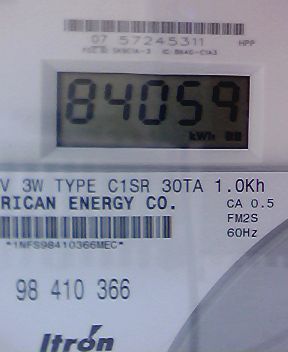 07 57245311 HPP
84059
kWh
V 3W TYPE C1SR 30TA 1.0Kh
RICAN ENERGY CO. CA 0.5
FM2S
60Hz
*1NFS98410366MEC*
98 410 366
Itron